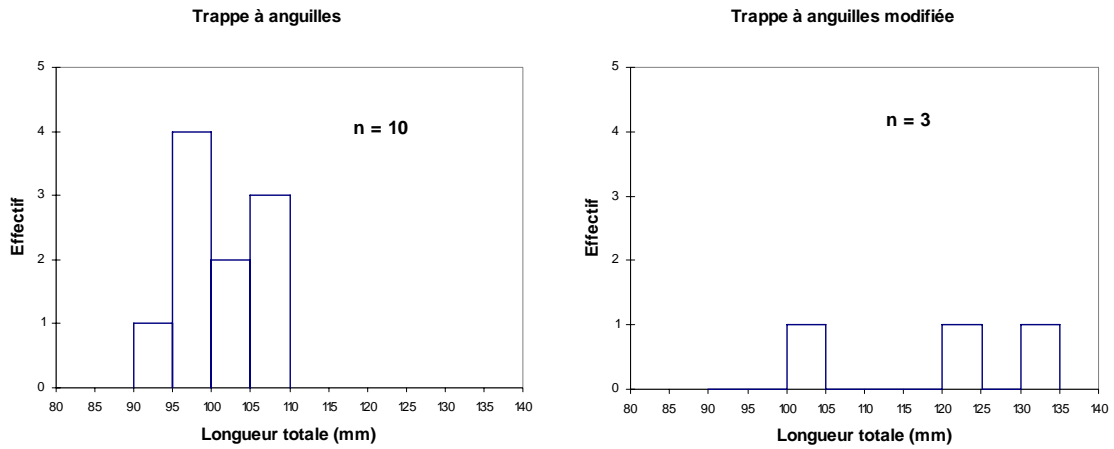 Trappe à anguilles
5
4
3
2
1
0
Effectif
n = 10
80 85 90 95 100 105 110 115 120 125 130 135 140
Longueur totale (mm)
Trappe à anguilles modifiée
5
4
3
2
1
0
Effectif
n = 3
80 85 90 95 100 105 110 115 120 125 130 135 140
Longueur totale (mm)